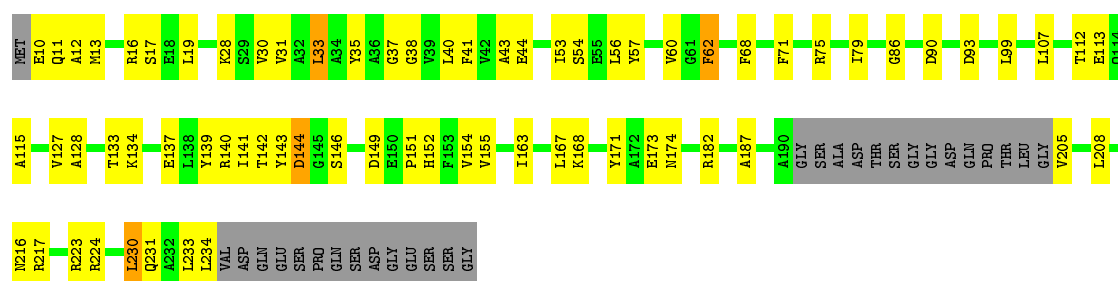 MET E10 Q11 A12 M13 R16 S17 E18 L19 K28 S29 V30 V31 A32 L33 A34 Y35 A36 G37 G38 V39 L40 F41 V42 A43 E44 I53 S54 E55 L56 Y57 V60 G61 F62 F68 F71 R75 I79 G86 D90 D93 L99 L107 T112 E113 Q114
A115 V127 A128 T133 K134 E137 L138 Y139 R140 I141 T142 Y143 D144 G145 S146 D149 E150 P151 H152 F153 V154 V155 I163 L167 K168 Y171 A172 E173 N174 R182 A187 A190 GLY SER ALA ASP THR SER GLY GLY ASP GLN PRO THR LEU GLY V205 L208
N216 R217 R223 R224 L230 Q231 A232 L233 L234 VAL ASP GLN GLU SER PRO GLN SER ASP GLY GLU SER SER GLY